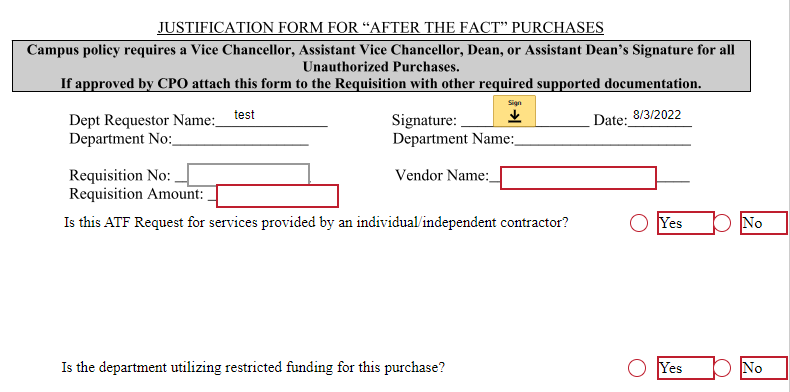 JUSTIFICATION FORM FOR “AFTER THE FACT” PURCHASES
Campus policy requires a Vice Chancellor, Assistant Vice Chancellor, Dean, or Assistant Dean’s Signature for all
Unauthorized Purchases.
If approved by CPO attach this form to the Requisition with other required supported documentation.
Dept Requestor Name: test Signature: Sign Date: 8/3/2022
Department No: Department Name:
Requisition No: Vendor Name:
Requisition Amount:
Is this ATF Request for services provided by an individual/independent contractor? Yes No
Is the department utilizing restricted funding for this purchase? Yes No